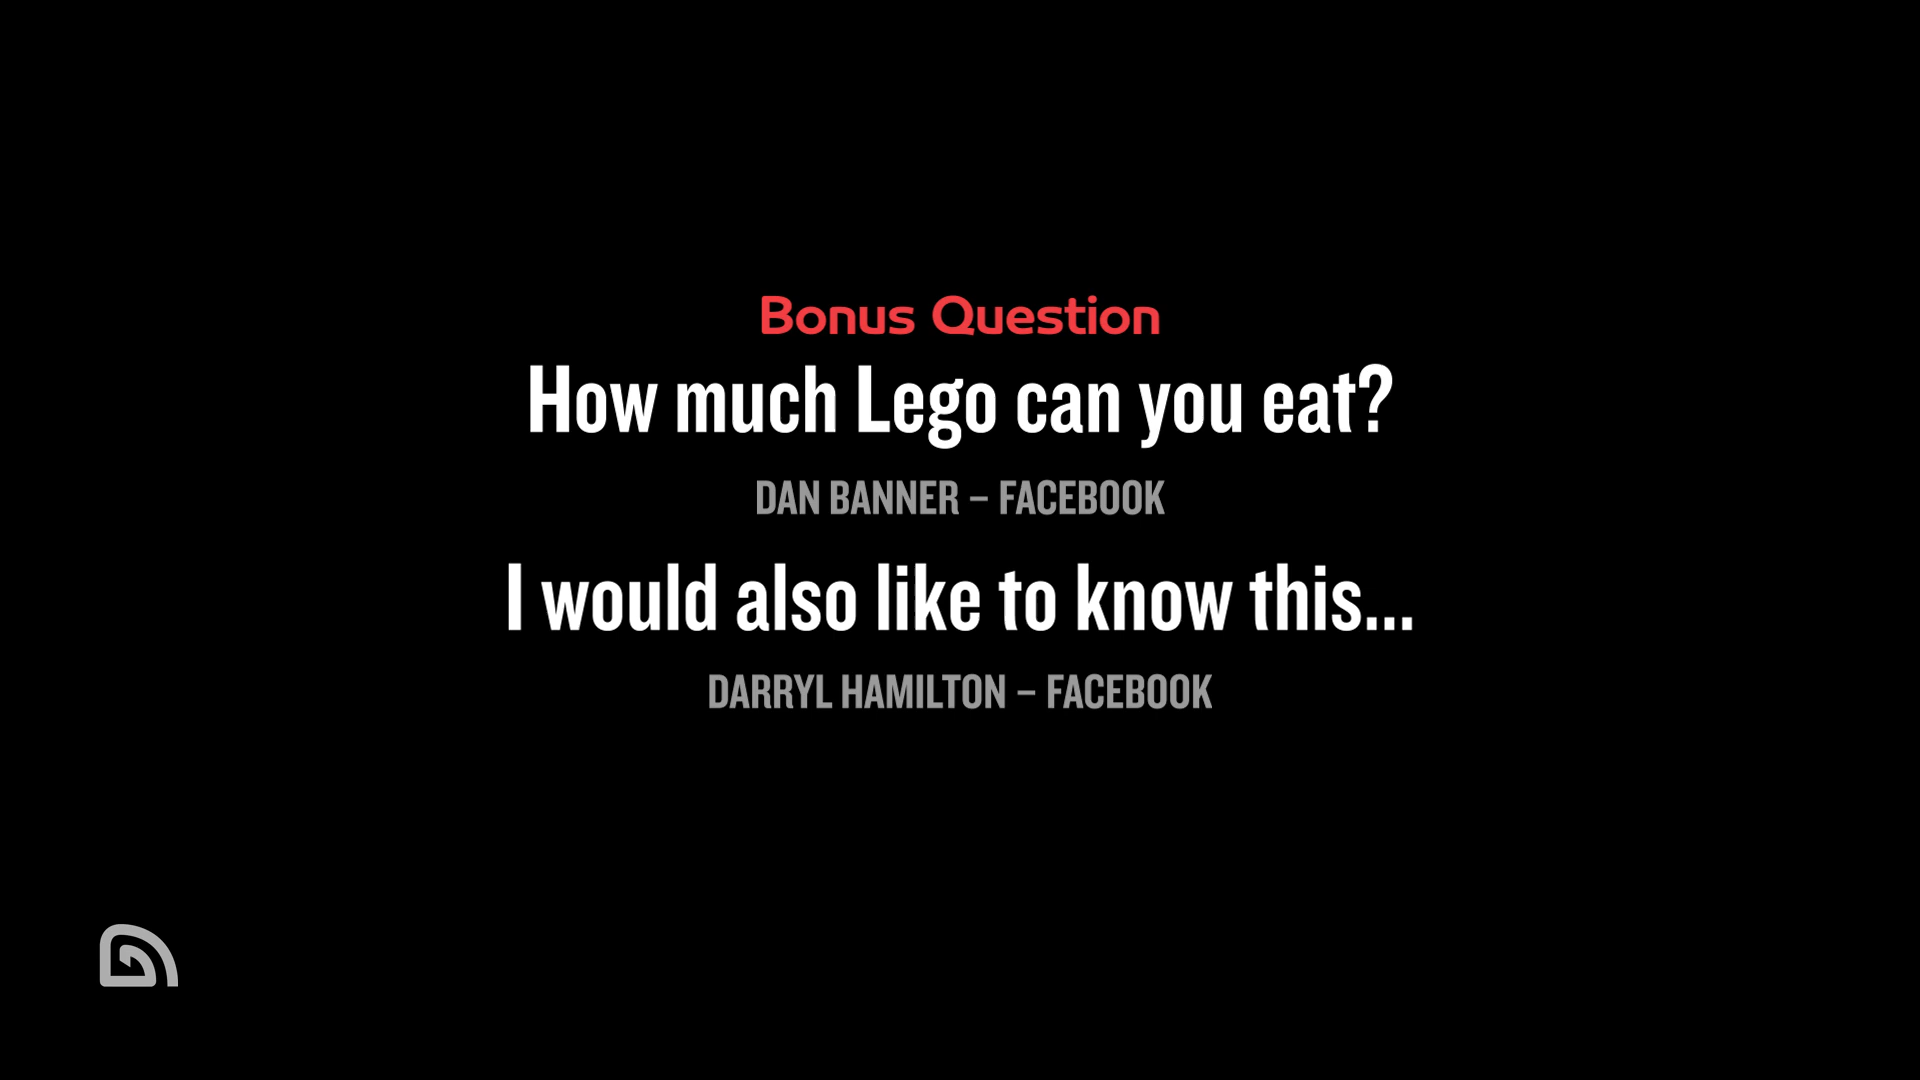 Bonus Question
How much Lego can you eat?
DAN BANNER – FACEBOOK
I would also like to know this...
DARRYL HAMILTON – FACEBOOK